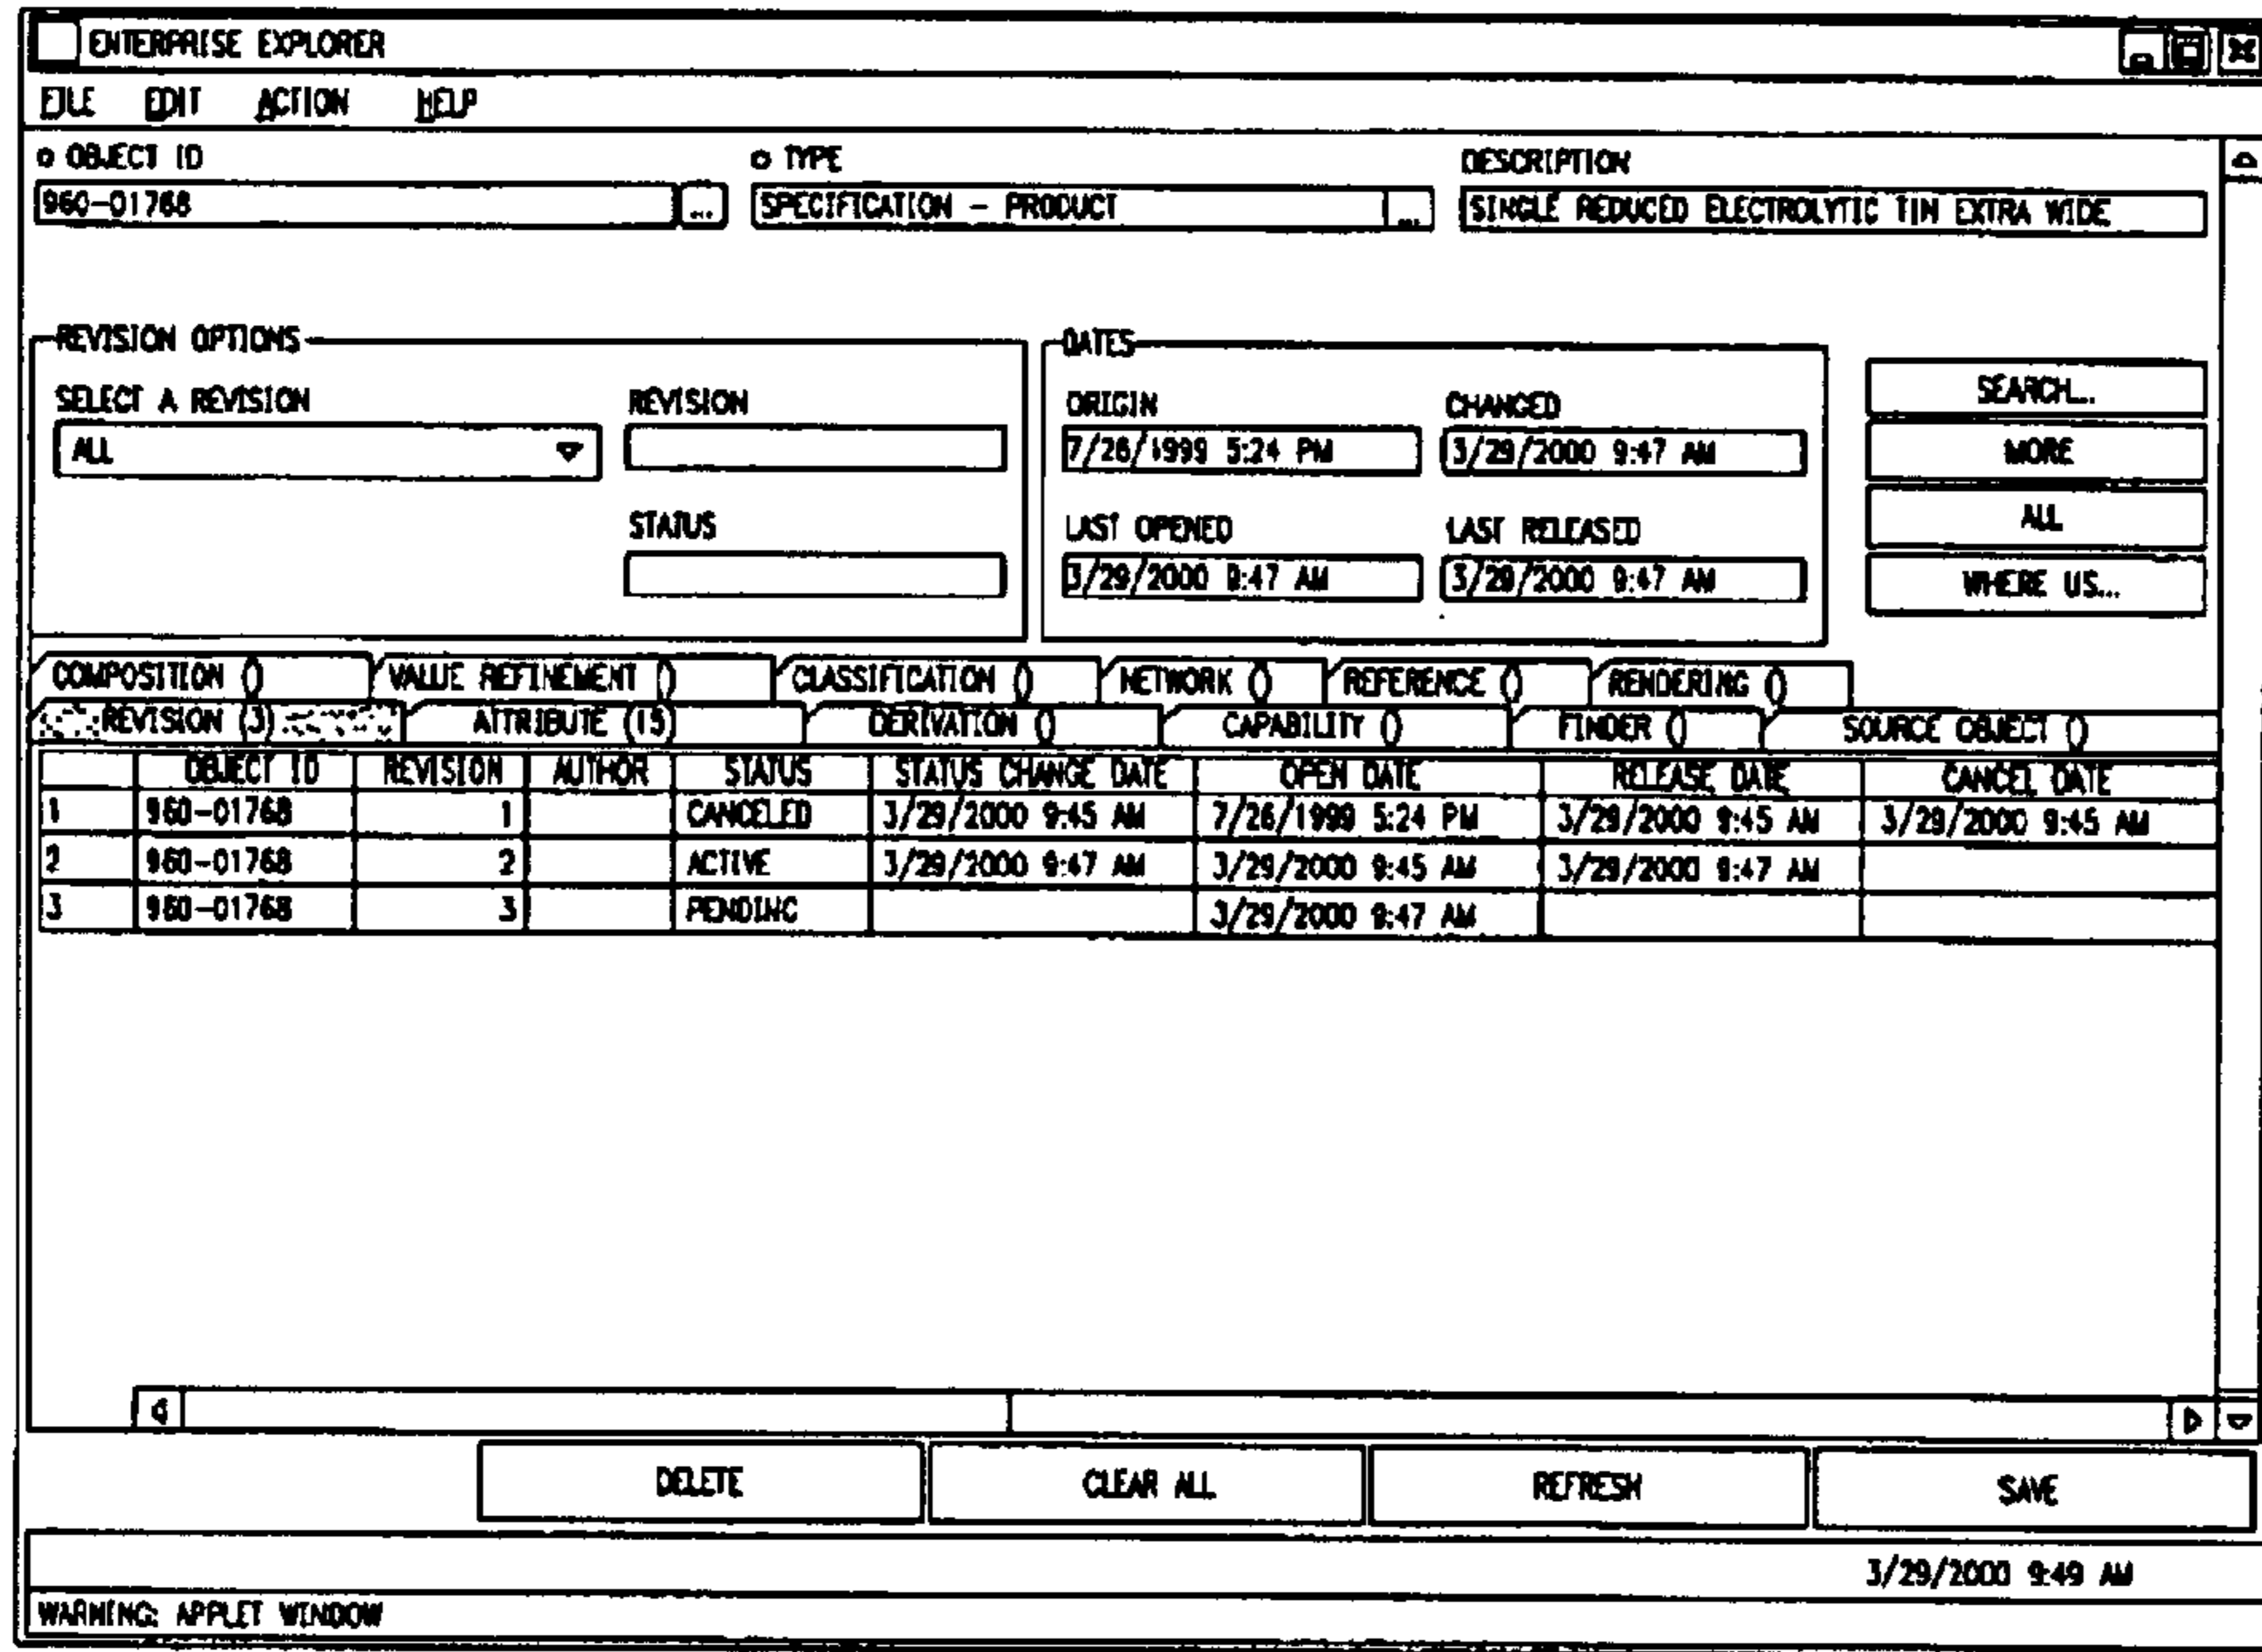 ENTERPRISE EXPLORER
FILE EDIT ACTION HELP
OBJECT ID TYPE DESCRIPTION
960-01768 ... SPECIFICATION - PRODUCT ... SINGLE REDUCED ELECTROLYTIC TIN EXTRA WIDE
REVISION OPTIONS DATES
SELECT A REVISION REVISION ORIGIN CHANGED SEARCH...
ALL 7/26/1999 5:24 PM 3/29/2000 9:47 AM MORE
STATUS LAST OPENED LAST RELEASED ALL
3/29/2000 9:47 AM 3/29/2000 9:47 AM WHERE US...
COMPOSITION () VALUE REFINEMENT () CLASSIFICATION () NETWORK () REFERENCE () RENDERING ()
REVISION (3) ATTRIBUTE (15) DERIVATION () CAPABILITY () FINDER () SOURCE OBJECT ()
OBJECT ID REVISION AUTHOR STATUS STATUS CHANGE DATE OPEN DATE RELEASE DATE CANCEL DATE
1 960-01768 1 CANCELED 3/29/2000 9:45 AM 7/26/1999 5:24 PM 3/29/2000 9:45 AM 3/29/2000 9:45 AM
2 960-01768 2 ACTIVE 3/29/2000 9:47 AM 3/29/2000 9:45 AM 3/29/2000 9:47 AM
3 960-01768 3 PENDING 3/29/2000 9:47 AM
DELETE CLEAR ALL REFRESH SAVE
3/29/2000 9:49 AM
WARNING: APPLET WINDOW